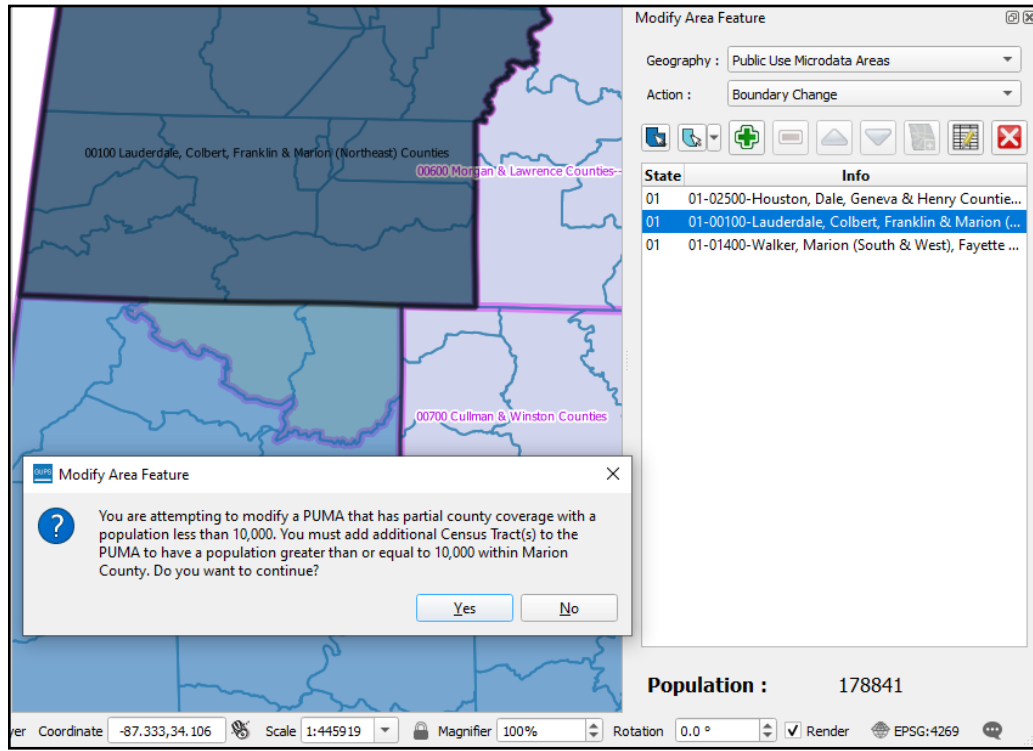 Modify Area Feature
Geography : Public Use Microdata Areas
Action : Boundary Change
State Info
01 01-02500-Houston, Dale, Geneva & Henry Countie...
01 01-00100-Lauderdale, Colbert, Franklin & Marion (...
01 01-01400-Walker, Marion (South & West), Fayette ...
00100 Lauderdale, Colbert, Franklin & Marion (Northeast) Counties
00600 Morgan & Lawrence Counties--
00700 Cullman & Winston Counties
GUPS Modify Area Feature
You are attempting to modify a PUMA that has partial county coverage with a
population less than 10,000. You must add additional Census Tract(s) to the
PUMA to have a population greater than or equal to 10,000 within Marion
County. Do you want to continue?
Yes No
Population : 178841
yer Coordinate -87.333,34.106 Scale 1:445919 Magnifier 100% Rotation 0.0 ° Render EPSG:4269